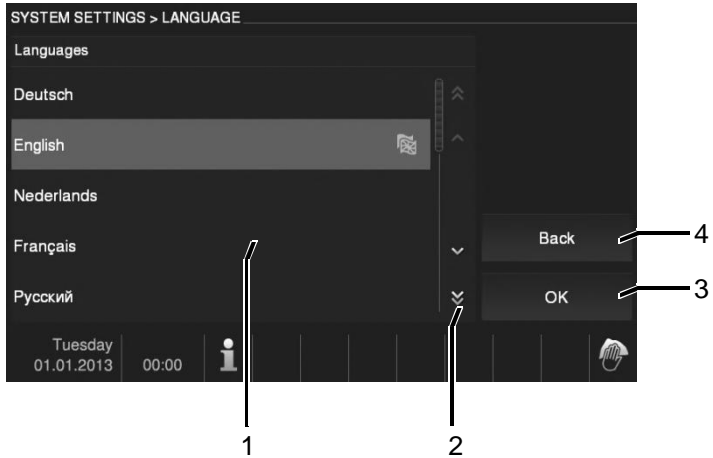 SYSTEM SETTINGS > LANGUAGE
Languages
Deutsch
English
Nederlands
Français
Русский
Back
OK
4
3
Tuesday
01.01.2013
00:00
1
2